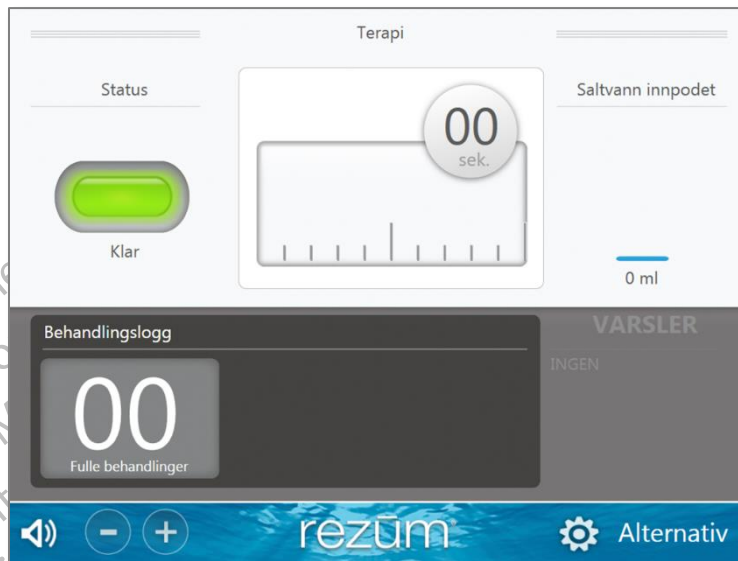 Terapi
Status
Saltvann innpodet
00
sek.
Klar
0 ml
Behandlingslogg
VARSLER
INGEN
00
Fulle behandlinger
- +
rezūm
Alternativ